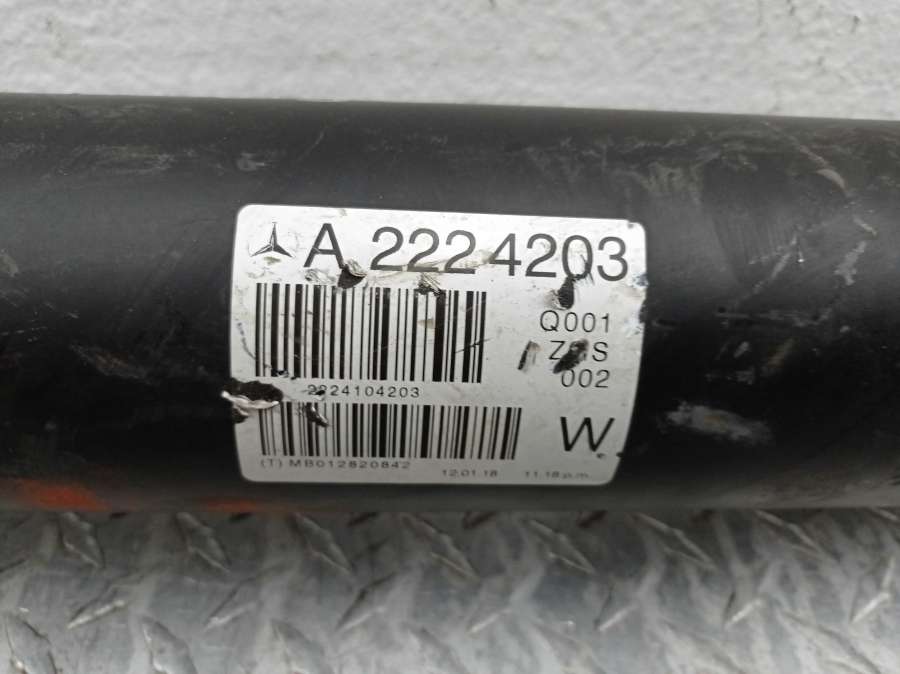 A 222 4203
Q001
002
2224104203
W
(T) MB012820842 12.01.18 11.18 p.m.